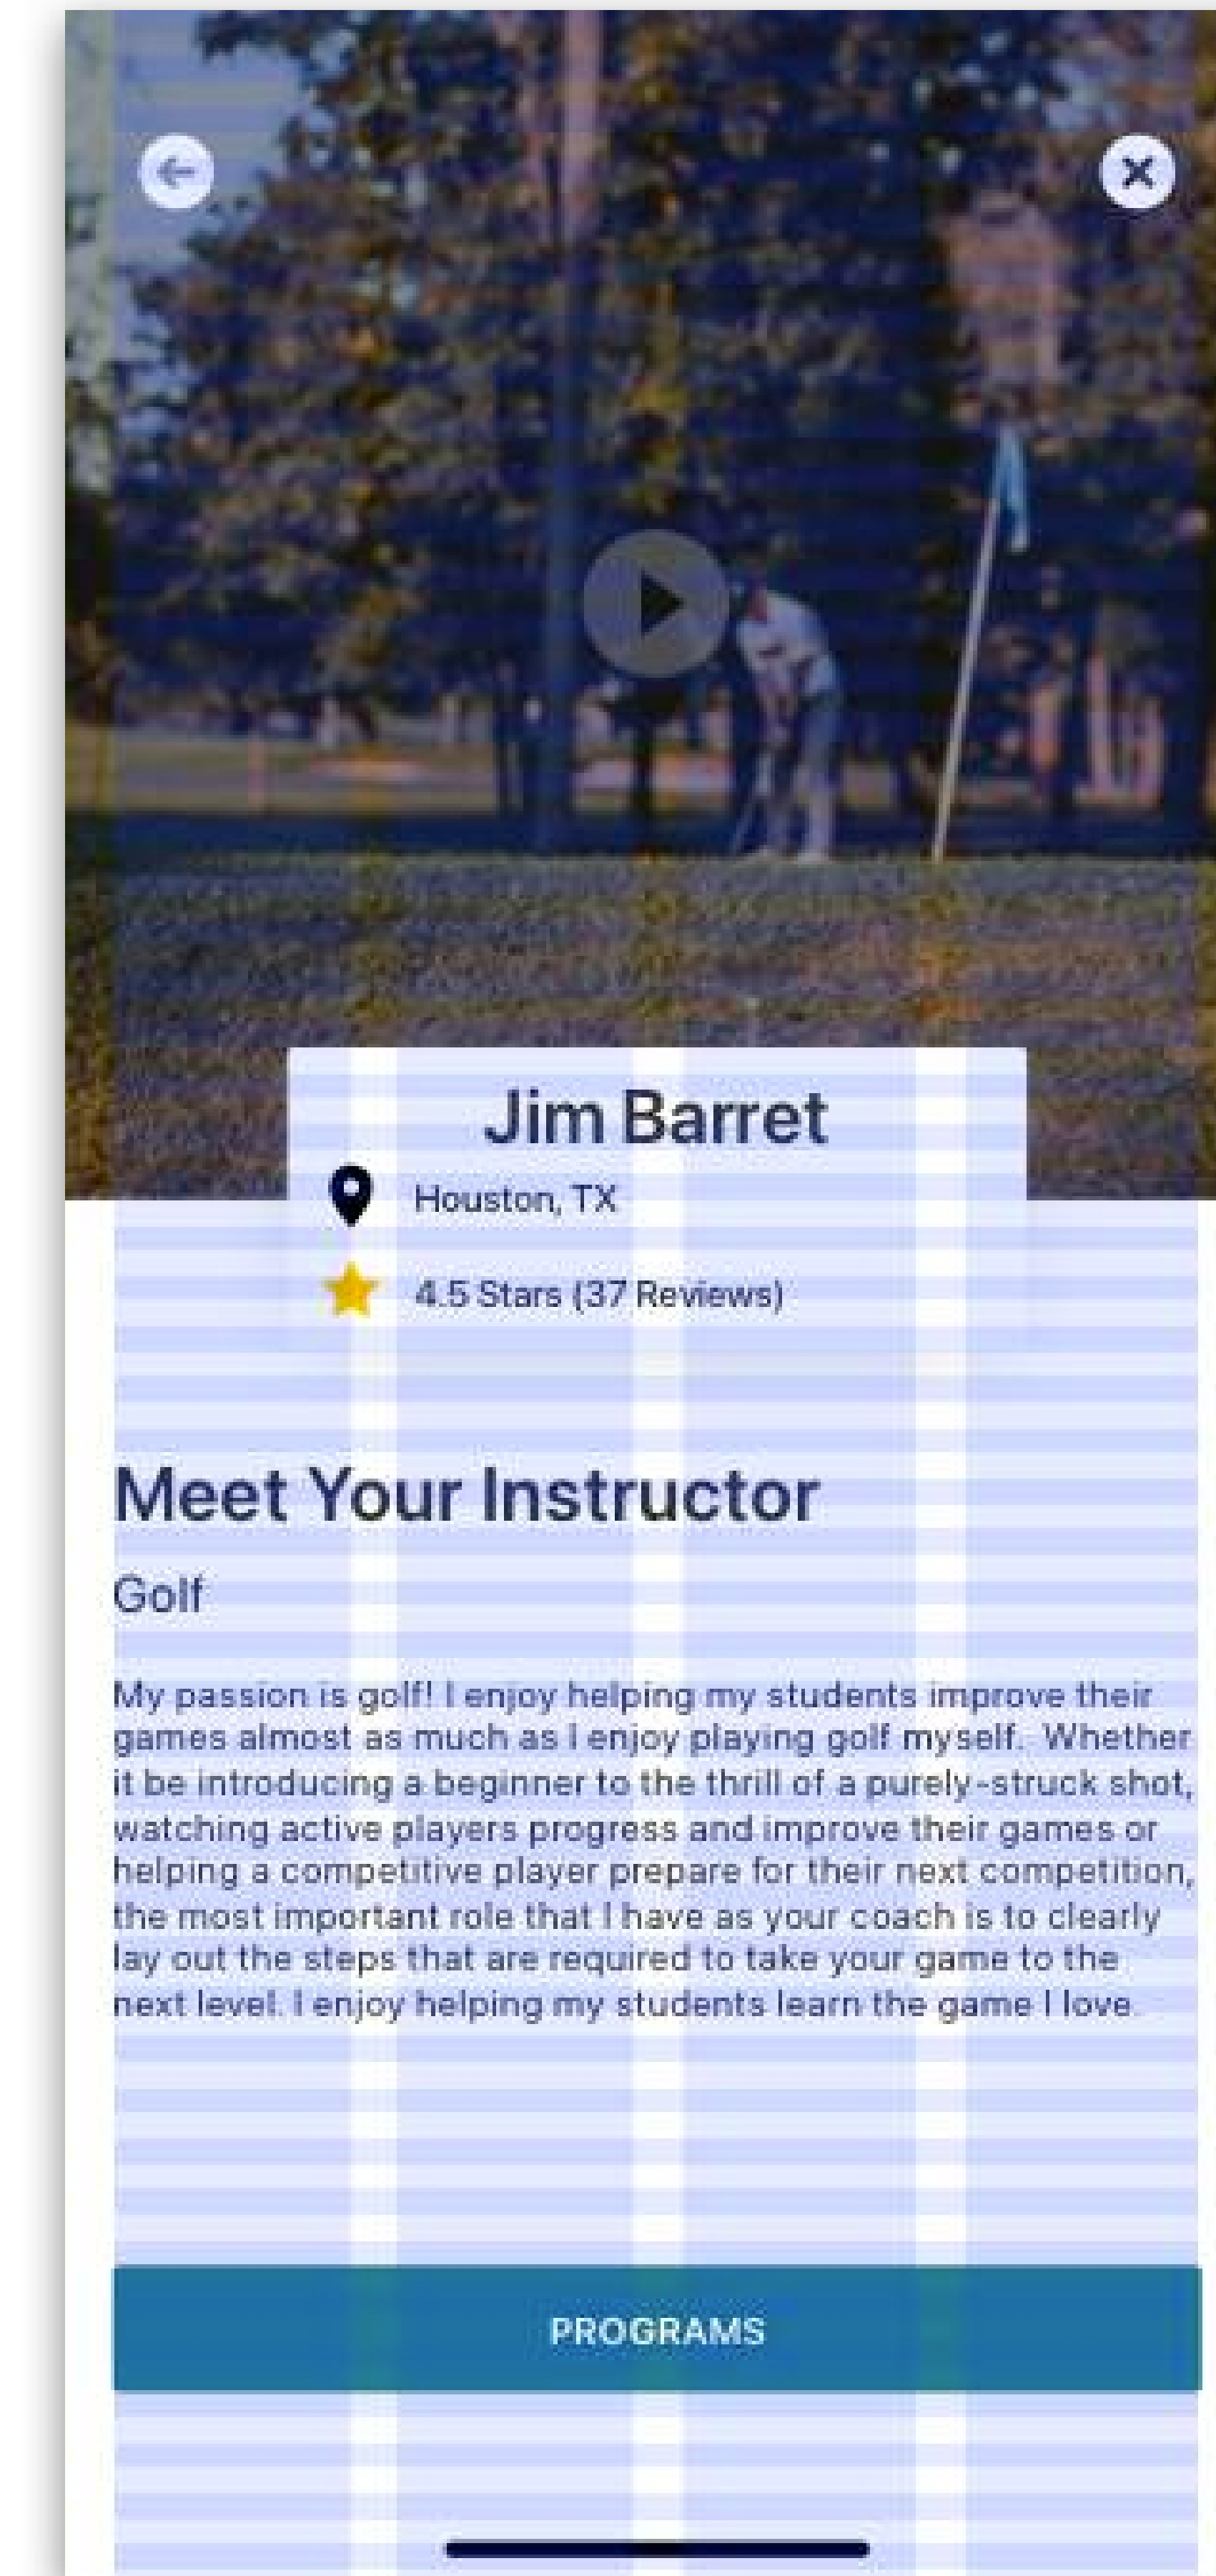 Jim Barret
Houston, TX
4.5 Stars (37 Reviews)
Meet Your Instructor
Golf
My passion is golf! I enjoy helping my students improve their
games almost as much as I enjoy playing golf myself.  Whether
it be introducing a beginner to the thrill of a purely-struck shot,
watching active players progress and improve their games or
helping a competitive player prepare for their next competition,
the most important role that I have as your coach is to clearly
lay out the steps that are required to take your game to the
next level. I enjoy helping my students learn the game I love.
PROGRAMS